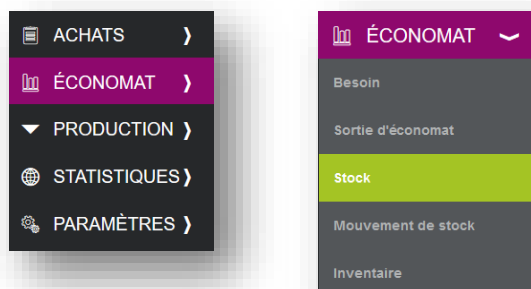 ACHATS
ÉCONOMAT
PRODUCTION
STATISTIQUES
PARAMÈTRES
ÉCONOMAT
Besoin
Sortie d'économat
Stock
Mouvement de stock
Inventaire